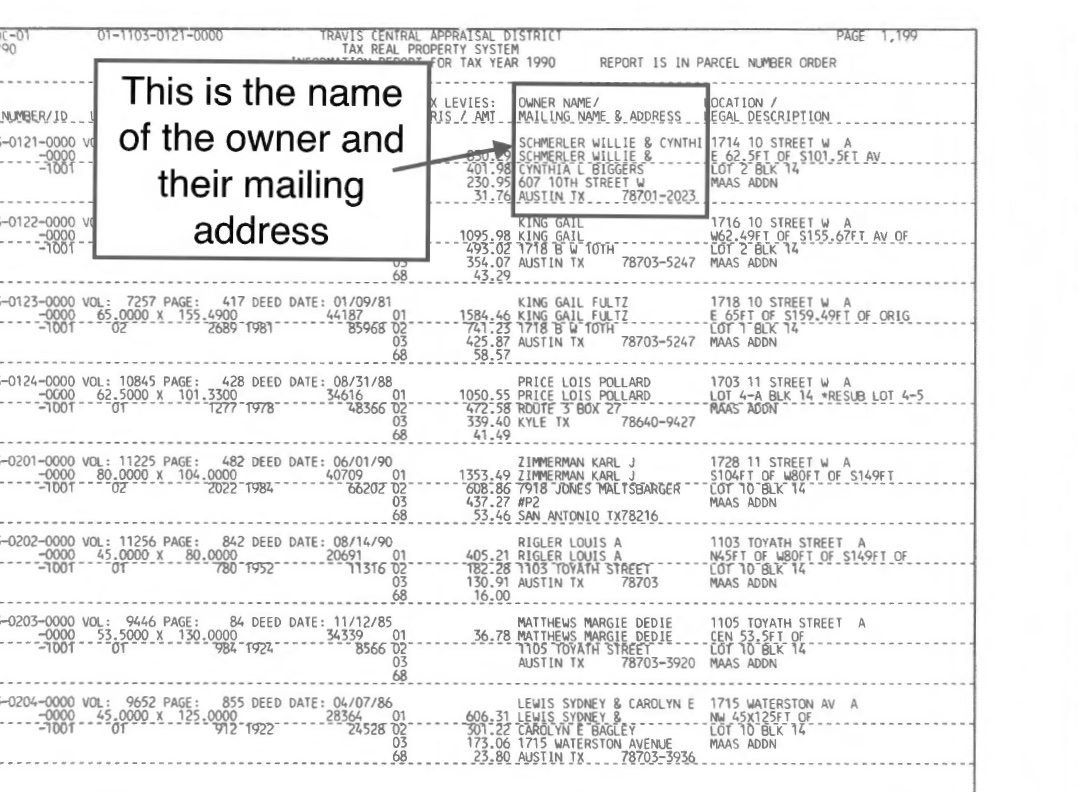 0C-01 01-1103-0121-0000 TRAVIS CENTRAL APPRAISAL DISTRICT PAGE 1,199
90 TAX REAL PROPERTY SYSTEM
INFORMATION REPORT FOR TAX YEAR 1990 REPORT IS IN PARCEL NUMBER ORDER
This is the name
of the owner and
their mailing
address
X LEVIES: OWNER NAME/ OCATION /
NUMBER/ID RIS / AMT MAILING NAME & ADDRESS EGAL DESCRIPTION
-0121-0000 VO SCHMERLER WILLIE & CYNTHI 1714 10 STREET W A
-0000 850.29 SCHMERLER WILLIE & E 62.5FT OF S101.5FT AV
-1001 401.98 CYNTHIA L BIGGERS LOT 2 BLK 14
230.95 607 10TH STREET W MAAS ADDN
31.76 AUSTIN TX 78701-2023
-0122-0000 VO KING GAIL 1716 10 STREET W A
-0000 1095.98 KING GAIL W62.49FT OF S155.67FT AV OF
-1001 493.02 1718 B W 10TH LOT 2 BLK 14
03 354.07 AUSTIN TX 78703-5247 MAAS ADDN
68 43.29
-0123-0000 VOL: 7257 PAGE: 417 DEED DATE: 01/09/81 KING GAIL FULTZ 1718 10 STREET W A
-0000 65.0000 X 155.4900 44187 01 1584.46 KING GAIL FULTZ E 65FT OF S159.49FT OF ORIG
-1001 02 2689 1981 85968 02 741.23 1718 B W 10TH LOT 1 BLK 14
03 425.87 AUSTIN TX 78703-5247 MAAS ADDN
68 58.57
-0124-0000 VOL: 10845 PAGE: 428 DEED DATE: 08/31/88 PRICE LOIS POLLARD 1703 11 STREET W A
-0000 62.5000 X 101.3300 34616 01 1050.55 PRICE LOIS POLLARD LOT 4-A BLK 14 *RESUB LOT 4-5
-1001 01 1277 1978 48366 02 472.58 ROUTE 3 BOX 27 MAAS ADDN
03 339.40 KYLE TX 78640-9427
68 41.49
-0201-0000 VOL: 11225 PAGE: 482 DEED DATE: 06/01/90 ZIMMERMAN KARL J 1728 11 STREET W A
-0000 80.0000 X 104.0000 40709 01 1353.49 ZIMMERMAN KARL J S104FT OF W80FT OF S149FT
-1001 02 2022 1984 66202 02 608.86 7918 JONES MALTSBARGER LOT 10 BLK 14
03 437.27 #P2 MAAS ADDN
68 53.46 SAN ANTONIO TX78216
-0202-0000 VOL: 11256 PAGE: 842 DEED DATE: 08/14/90 RIGLER LOUIS A 1103 TOYATH STREET A
-0000 45.0000 X 80.0000 20691 01 405.21 RIGLER LOUIS A N45FT OF W80FT OF S149FT OF
-1001 01 780 1952 11316 02 182.28 1103 TOYATH STREET LOT 10 BLK 14
03 130.91 AUSTIN TX 78703 MAAS ADDN
68 16.00
-0203-0000 VOL: 9446 PAGE: 84 DEED DATE: 11/12/85 MATTHEWS MARGIE DEDIE 1105 TOYATH STREET A
-0000 53.5000 X 130.0000 34339 01 36.78 MATTHEWS MARGIE DEDIE CEN 53.5FT OF
-1001 01 984 1924 8566 02 1105 TOYATH STREET LOT 10 BLK 14
03 AUSTIN TX 78703-3920 MAAS ADDN
68
-0204-0000 VOL: 9652 PAGE: 855 DEED DATE: 04/07/86 LEWIS SYDNEY & CAROLYN E 1715 WATERSTON AV A
-0000 45.0000 X 125.0000 28364 01 606.31 LEWIS SYDNEY & NW 45X125FT OF
-1001 01 912 1922 24528 02 301.22 CAROLYN E BAGLEY LOT 10 BLK 14
03 173.06 1715 WATERSTON AVENUE MAAS ADDN
68 23.80 AUSTIN TX 78703-3936